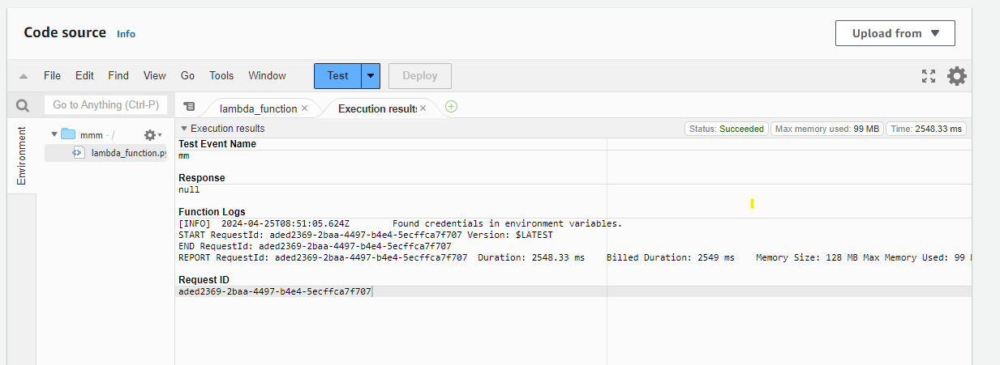 Code source Info
Upload from
File Edit Find View Go Tools Window Test Deploy
Go to Anything (Ctrl-P)
lambda_function Execution results
Environment
mmm - /
lambda_function.py
Execution results
Status: Succeeded Max memory used: 99 MB Time: 2548.33 ms
Test Event Name
mm
Response
null
Function Logs
[INFO] 2024-04-25T08:51:05.624Z Found credentials in environment variables.
START RequestId: aded2369-2baa-4497-b4e4-5ecffca7f707 Version: $LATEST
END RequestId: aded2369-2baa-4497-b4e4-5ecffca7f707
REPORT RequestId: aded2369-2baa-4497-b4e4-5ecffca7f707 Duration: 2548.33 ms Billed Duration: 2549 ms Memory Size: 128 MB Max Memory Used: 99
Request ID
aded2369-2baa-4497-b4e4-5ecffca7f707